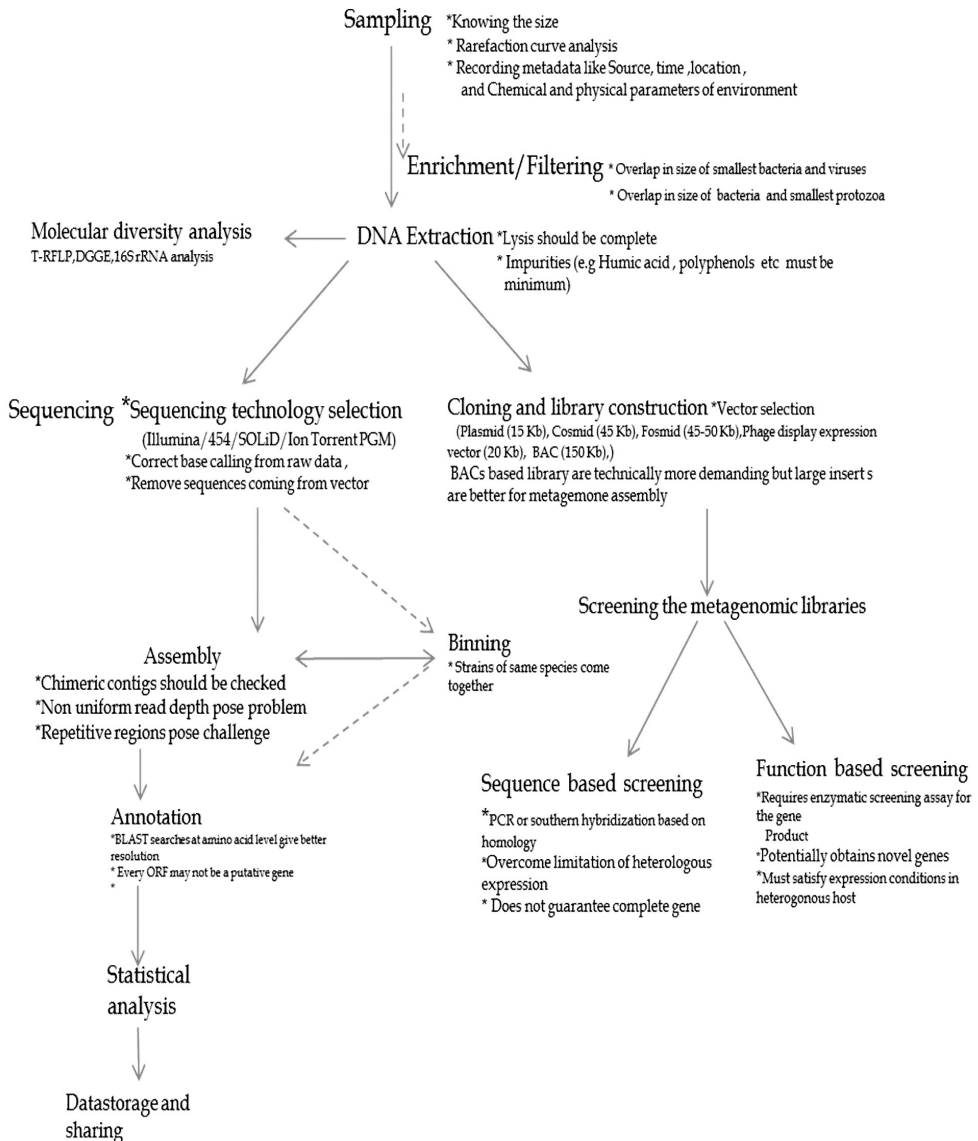 Sampling *Knowing the size
* Rarefaction curve analysis
* Recording metadata like Source, time ,location ,
and Chemical and physical parameters of environment
Enrichment/Filtering * Overlap in size of smallest bacteria and viruses
* Overlap in size of bacteria and smallest protozoa
Molecular diversity analysis
T-RFLP,DGGE,16S rRNA analysis
DNA Extraction *Lysis should be complete
* Impurities (e.g Humic acid , polyphenols etc must be
minimum)
Sequencing *Sequencing technology selection
(Illumina/454/SOLiD/Ion Torrent PGM)
*Correct base calling from raw data ,
*Remove sequences coming from vector
Cloning and library construction *Vector selection
(Plasmid (15 Kb), Cosmid (45 Kb), Fosmid (45-50 Kb),Phage display expression
vector (20 Kb), BAC (150 Kb),)
BACs based library are technically more demanding but large insert s
are better for metagemone assembly
Screening the metagenomic libraries
Assembly
*Chimeric contigs should be checked
*Non uniform read depth pose problem
*Repetitive regions pose challenge
Binning
* Strains of same species come
together
Annotation
*BLAST searches at amino acid level give better
resolution
* Every ORF may not be a putative gene
*
Sequence based screening
*PCR or southern hybridization based on
homology
*Overcome limitation of heterologous
expression
* Does not guarantee complete gene
Function based screening
*Requires enzymatic screening assay for
the gene
Product
*Potentially obtains novel genes
*Must satisfy expression conditions in
heterogonous host
Statistical
analysis
Datastorage and
sharing